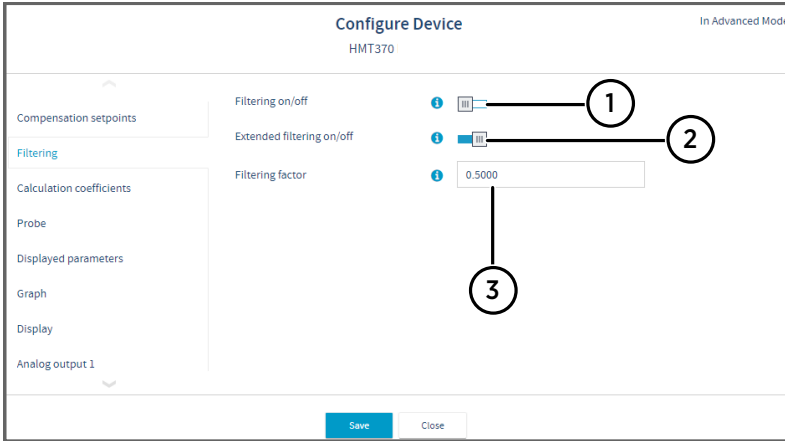 Configure Device
In Advanced Mode
HMT370
Compensation setpoints
Filtering
Calculation coefficients
Probe
Displayed parameters
Graph
Display
Analog output 1
Filtering on/off
1
Extended filtering on/off
2
Filtering factor
0.5000
3
Save
Close